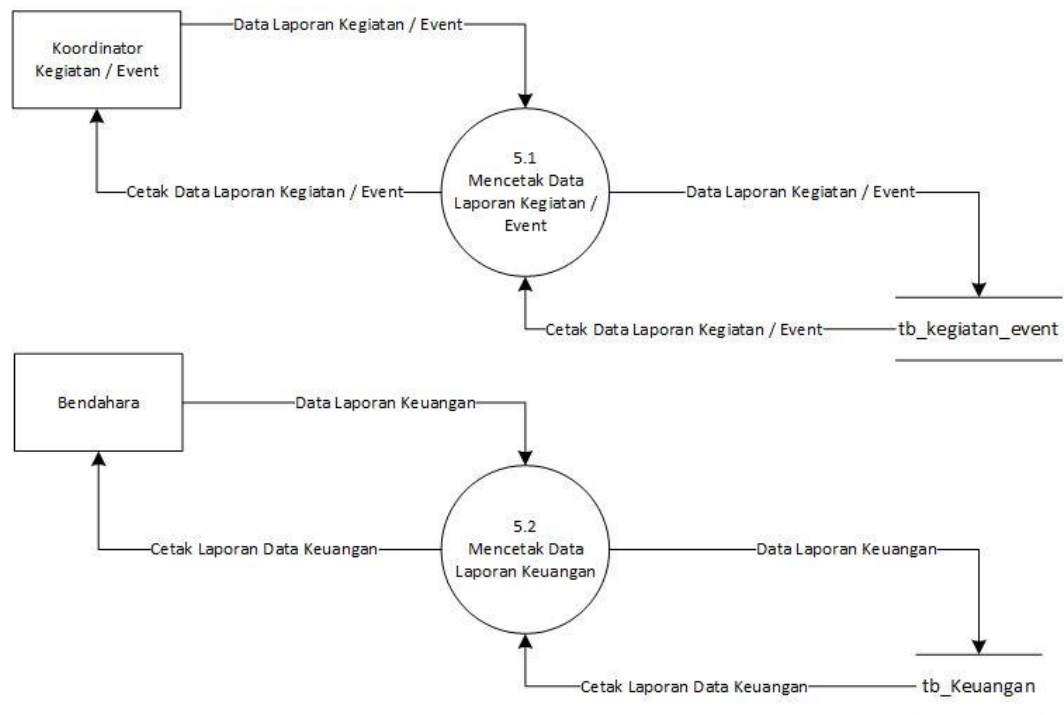 Data Laporan Kegiatan / Event
Koordinator
Kegiatan / Event
5.1
Mencetak Data
Laporan Kegiatan /
Event
Cetak Data Laporan Kegiatan / Event
Data Laporan Kegiatan / Event
Cetak Data Laporan Kegiatan / Event
tb_kegiatan_event
Bendahara
Data Laporan Keuangan
5.2
Mencetak Data
Laporan Keuangan
Cetak Laporan Data Keuangan
Data Laporan Keuangan
Cetak Laporan Data Keuangan
tb_Keuangan